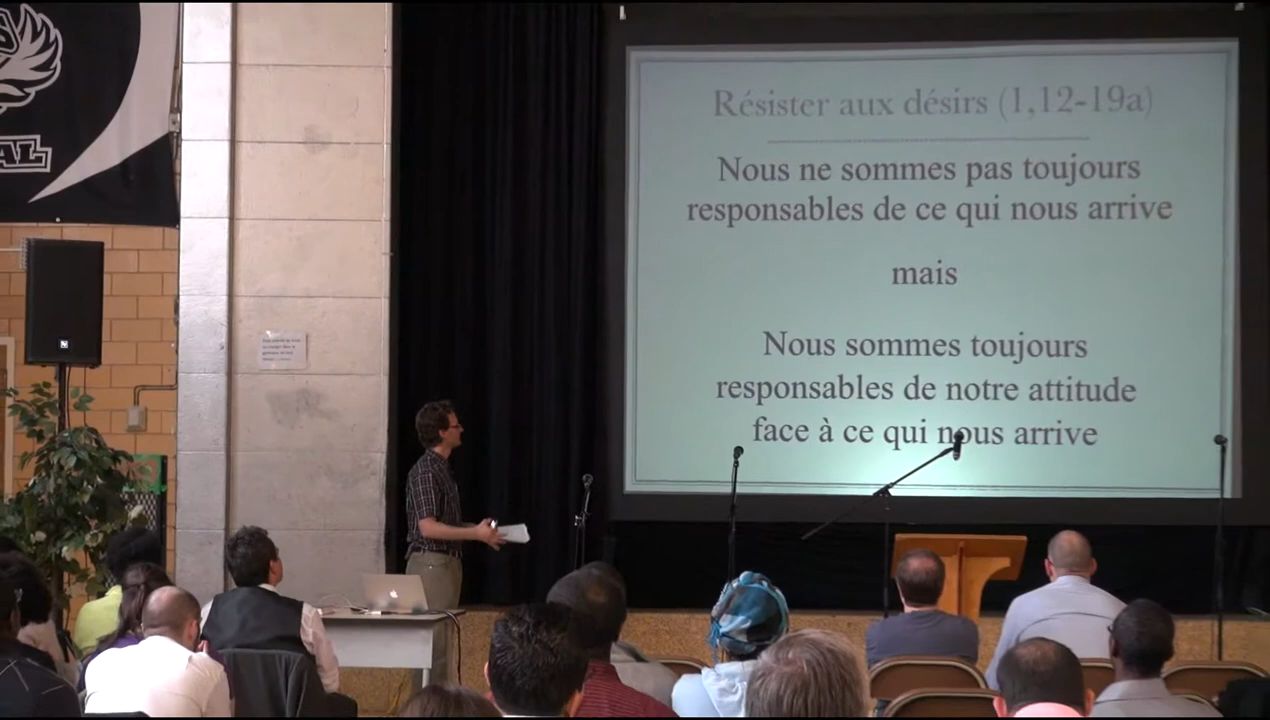 AL
Résister aux désirs (1,12-19a)
Nous ne sommes pas toujours
responsables de ce qui nous arrive
mais
Nous sommes toujours
responsables de notre attitude
face à ce qui nous arrive